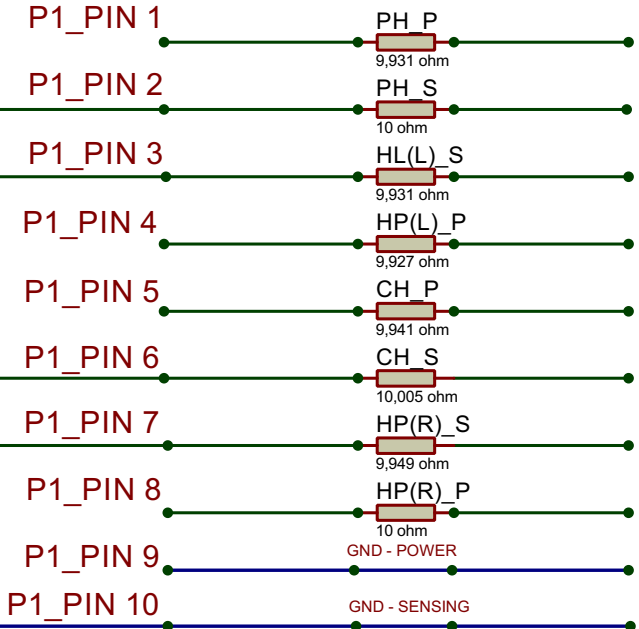 P1_PIN 1
PH_P
9,931 ohm
P1_PIN 2
PH_S
10 ohm
P1_PIN 3
HL(L)_S
9,931 ohm
P1_PIN 4
HP(L)_P
9,927 ohm
P1_PIN 5
CH_P
9,941 ohm
P1_PIN 6
CH_S
10,005 ohm
P1_PIN 7
HP(R)_S
9,949 ohm
P1_PIN 8
HP(R)_P
10 ohm
P1_PIN 9
GND - POWER
P1_PIN 10
GND - SENSING